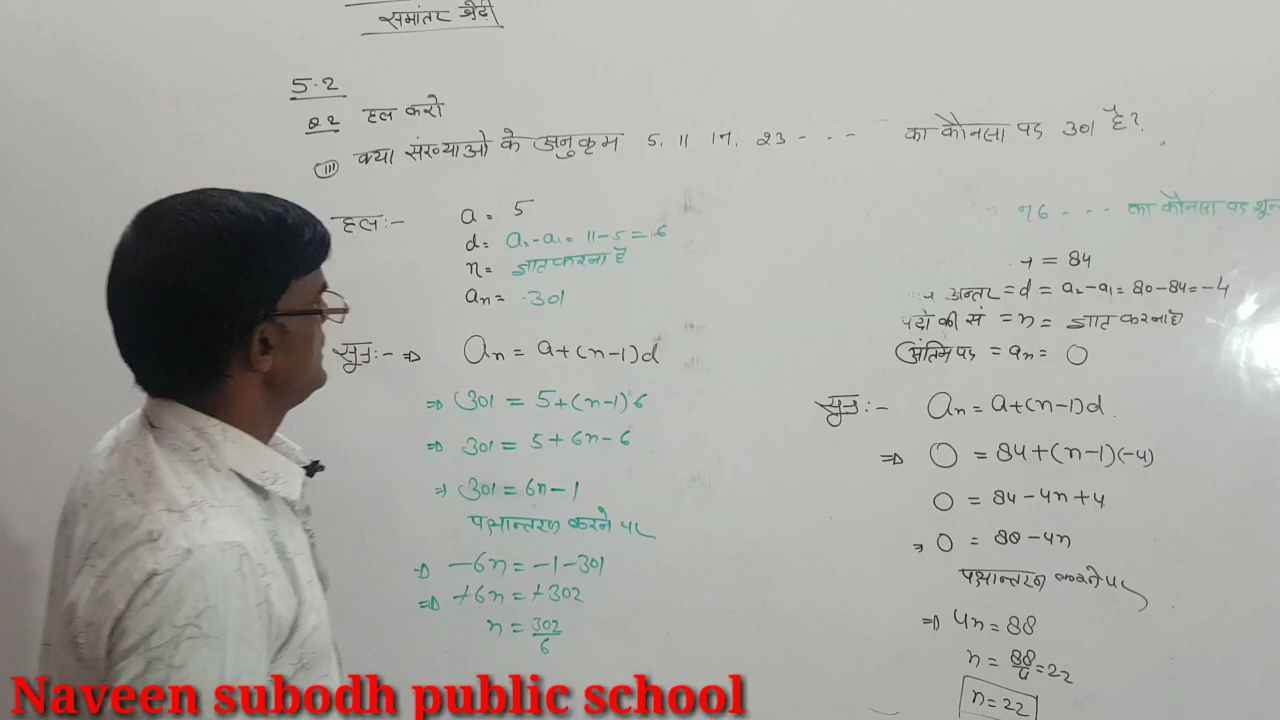 समांतर श्रेढ़ी
5.2
Q.2 हल करो
(III) क्या संख्याओ के अनुक्रम 5, 11 17, 23 - - - का कौनसा पद 301 है?
हल:-
a = 5
d = a₂-a₁ = 11-5 = 6
n = ज्ञात करना है
an = 301
सूत्र:- ⇒ an = a+(n-1)d
⇒ 301 = 5+(n-1)6
⇒ 301 = 5+6n-6
⇒ 301 = 6n-1
पक्षान्तरण करने पर
⇒ -6n = -1-301
⇒ +6n = +302
n = 302/6
76 - - - का कौनसा पद शून
= 84
अन्तर = d = a₂-a₁ = 80-84 = -4
पदो की सं = n = ज्ञात करना है
अंतिम पद = an = 0
सूत्र:- an = a+(n-1)d.
⇒ 0 = 84+(n-1)(-4)
0 = 84-4n+4
⇒ 0 = 88-4n
पक्षान्तरण करने पर
⇒ 4n = 88
n = 88/4 = 22
n = 22
Naveen subodh public school